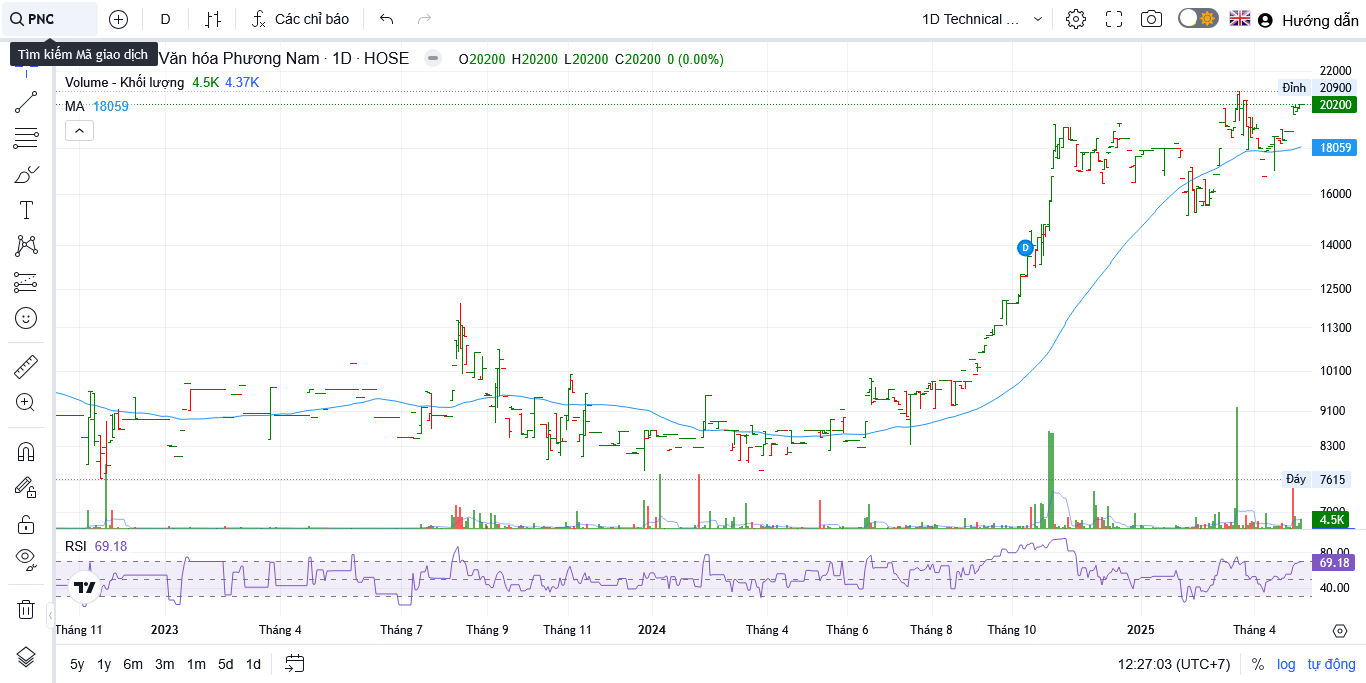 PNC
D
Các chỉ báo
1D Technical ...
Hướng dẫn
Tìm kiếm Mã giao dịch
Văn hóa Phương Nam · 1D · HOSE
O20200 H20200 L20200 C20200 0 (0.00%)
Volume - Khối lượng 4.5K 4.37K
MA 18059
22000
Đỉnh 20900
20200
18059
16000
14000
D
12500
11300
10100
9100
8300
Đáy 7615
7000
4.5K
RSI 69.18
80.00
69.18
40.00
Tháng 11 2023 Tháng 4 Tháng 7 Tháng 9 Tháng 11 2024 Tháng 4 Tháng 6 Tháng 8 Tháng 10 2025 Tháng 4
5y 1y 6m 3m 1m 5d 1d
12:27:03 (UTC+7) % log tự động